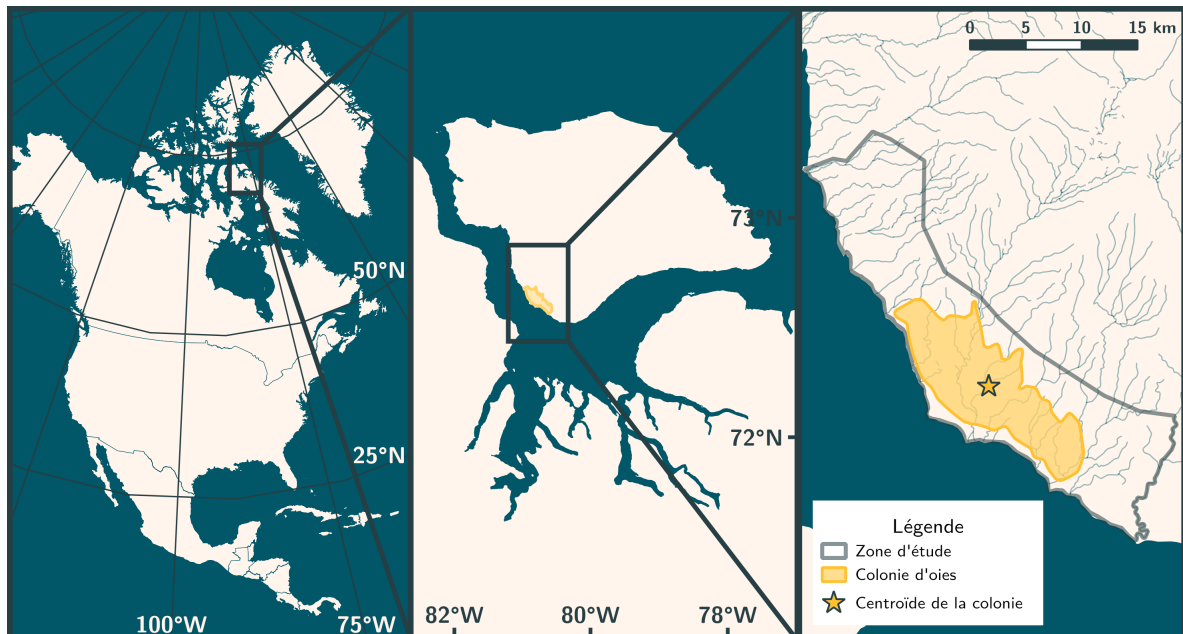 50°N
25°N
100°W
75°W
73°N
72°N
82°W
80°W
78°W
0
5
10
15 km
Légende
Zone d'étude
Colonie d'oies
Centroïde de la colonie